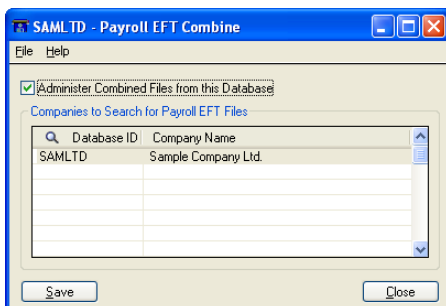 SAMLTD - Payroll EFT Combine
File Help
Administer Combined Files from this Database
Companies to Search for Payroll EFT Files
Database ID Company Name
SAMLTD Sample Company Ltd.
Save Close